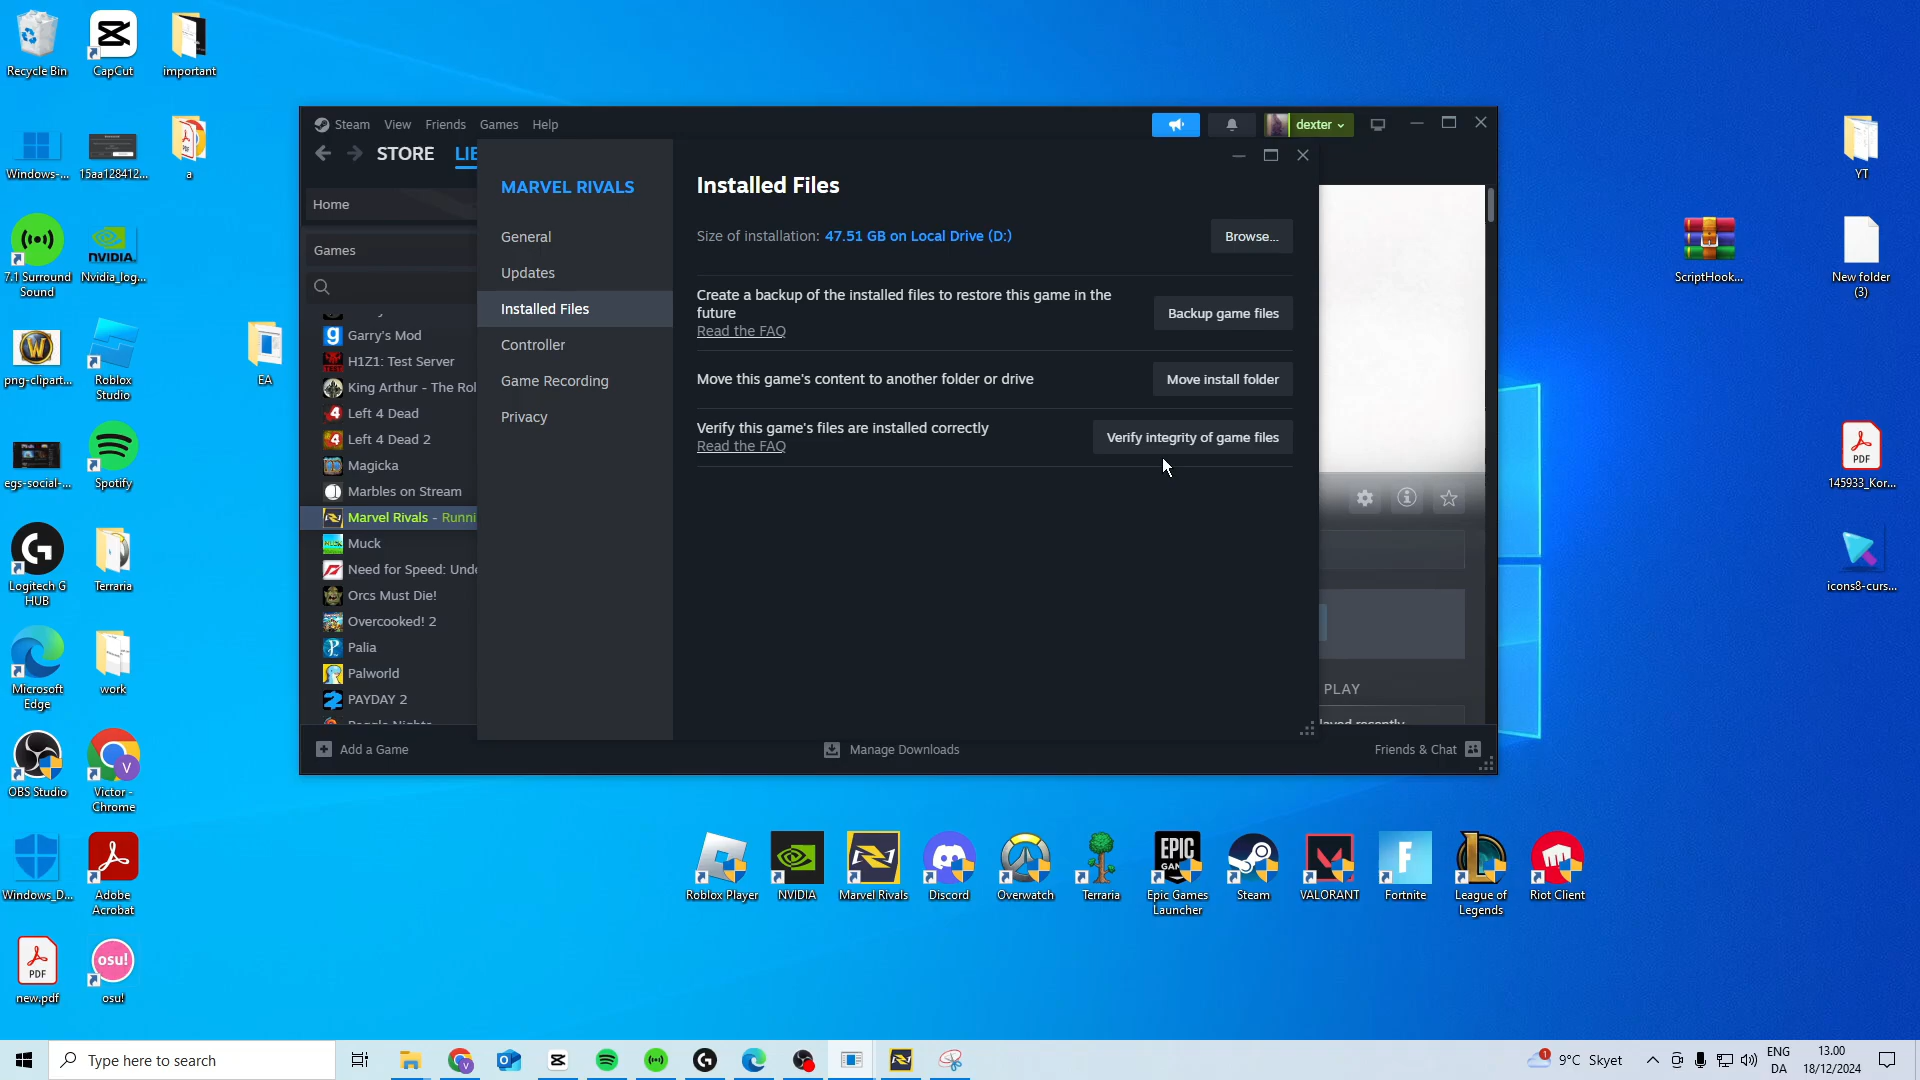 Recycle Bin
CapCut
important
Windows-...
15aa128412...
a
7.1 Surround
Sound
Nvidia_log...
png-clipart...
Roblox
Studio
EA
egs-social-...
Spotify
Logitech G
HUB
Terraria
Microsoft
Edge
work
OBS Studio
Victor -
Chrome
Windows_D...
Adobe
Acrobat
new.pdf
osu!
osu!
Steam
View
Friends
Games
Help
dexter
STORE
LIB
Home
Games
Garry's Mod
H1Z1: Test Server
King Arthur - The Rol
Left 4 Dead
Left 4 Dead 2
Magicka
Marbles on Stream
Marvel Rivals - Runni
Muck
Need for Speed: Unde
Orcs Must Die!
Overcooked! 2
Palia
Palworld
PAYDAY 2
Peggle Nights
Add a Game
Manage Downloads
Friends & Chat
PLAY
MARVEL RIVALS
General
Updates
Installed Files
Controller
Game Recording
Privacy
Installed Files
Size of installation: 47.51 GB on Local Drive (D:)
Browse...
Create a backup of the installed files to restore this game in the
future
Read the FAQ
Backup game files
Move this game's content to another folder or drive
Move install folder
Verify this game's files are installed correctly
Read the FAQ
Verify integrity of game files
YT
ScriptHook...
New folder
(3)
PDF
145933_Kor...
icons8-curs...
Roblox Player
NVIDIA
Marvel Rivals
Discord
Overwatch
Terraria
Epic Games
Launcher
Steam
VALORANT
Fortnite
League of
Legends
Riot Client
Type here to search
9°C Skyet
ENG
DA
13.00
18/12/2024